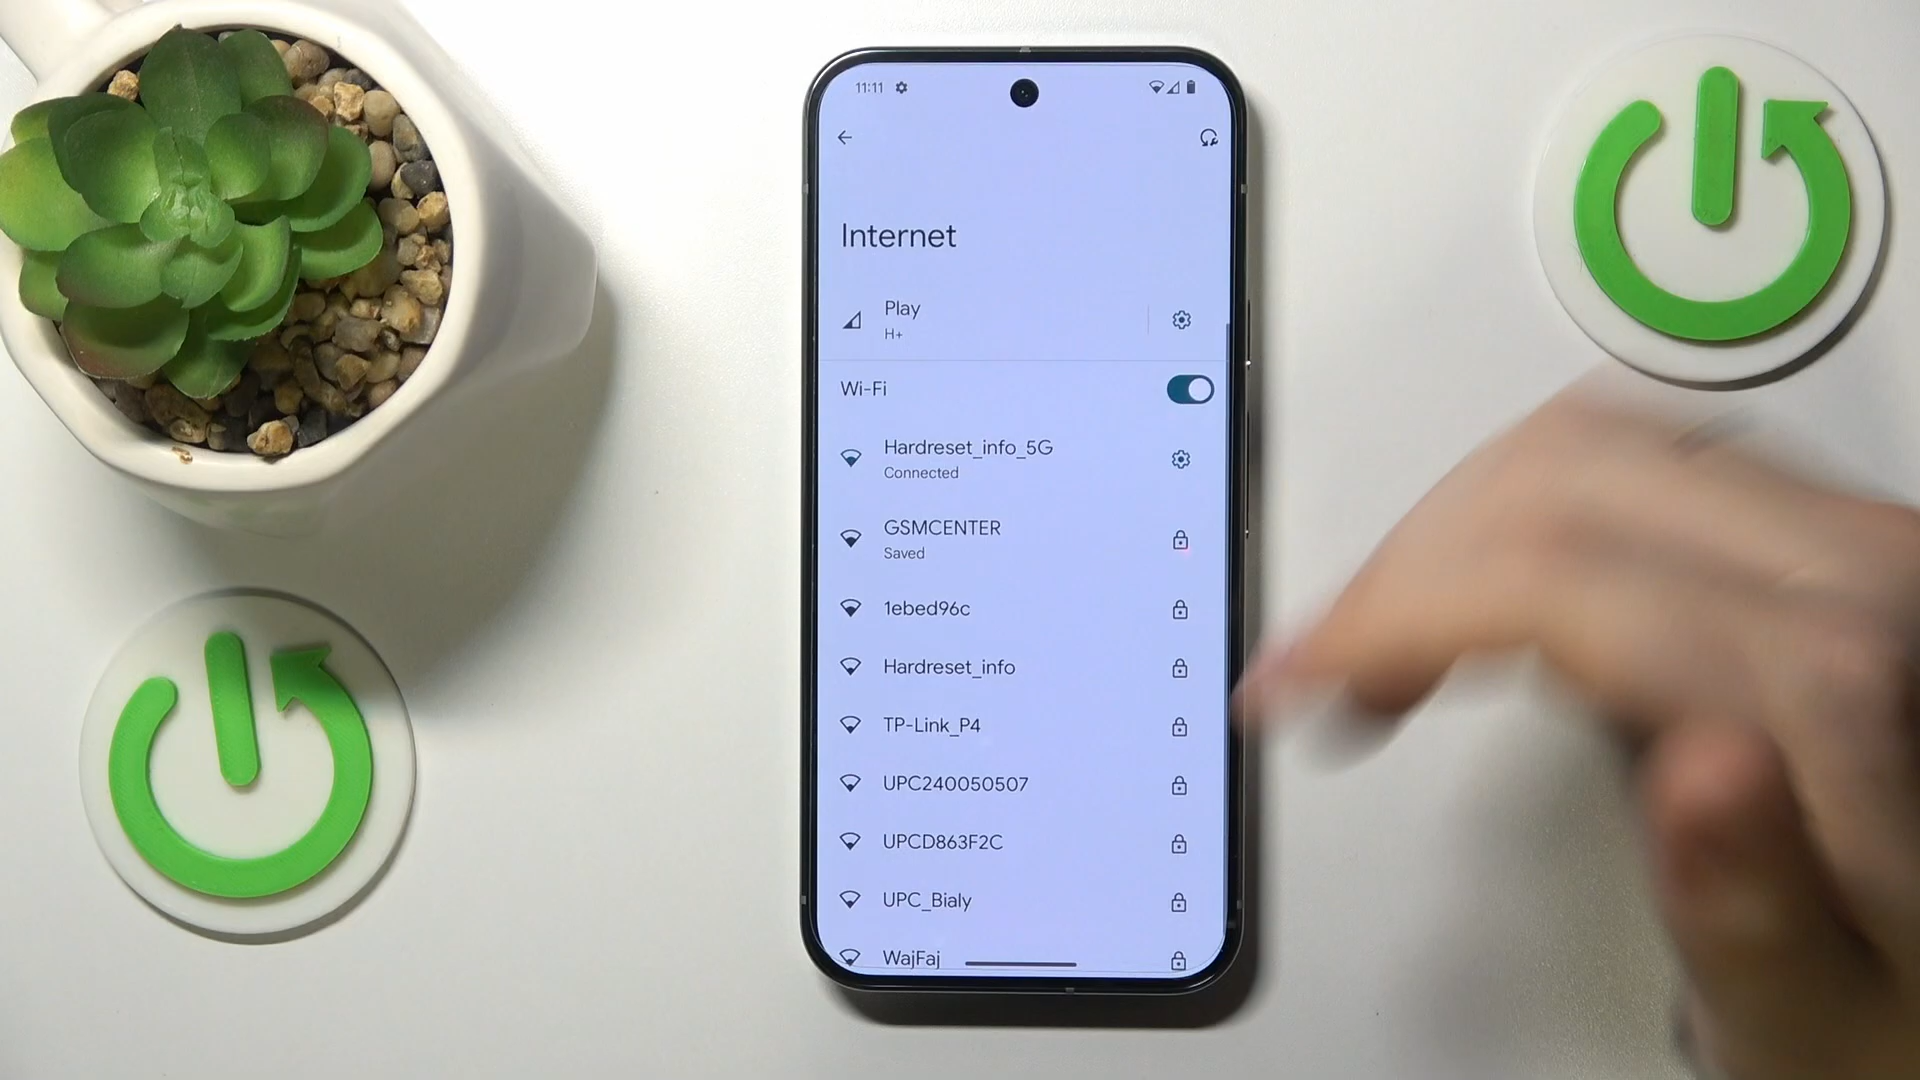 11:11
Internet
Play
H+
Wi-Fi
Hardreset_info_5G
Connected
GSMCENTER
Saved
1ebed96c
Hardreset_info
TP-Link_P4
UPC240050507
UPCD863F2C
UPC_Bialy
WajFaj